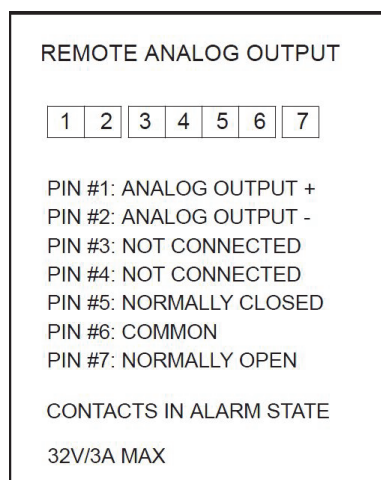 REMOTE ANALOG OUTPUT
1 2 3 4 5 6 7
PIN #1: ANALOG OUTPUT +
PIN #2: ANALOG OUTPUT -
PIN #3: NOT CONNECTED
PIN #4: NOT CONNECTED
PIN #5: NORMALLY CLOSED
PIN #6: COMMON
PIN #7: NORMALLY OPEN
CONTACTS IN ALARM STATE
32V/3A MAX